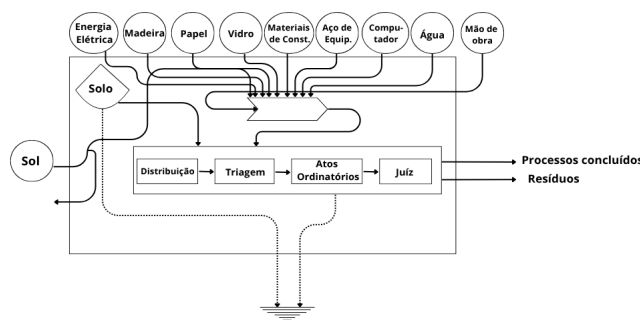 Energia
Elétrica
Madeira
Papel
Vidro
Materiais
de Const.
Aço de
Equip.
Compu-
tador
Água
Mão de
obra
Solo
Sol
Distribuição
Triagem
Atos
Ordinatórios
Juíz
Processos concluídos
Resíduos